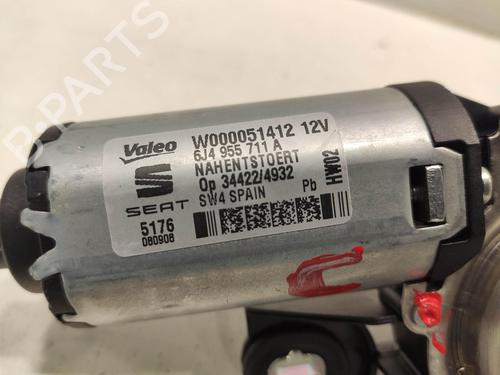 Valeo
W000051412 12V
6J4 955 711 A
NAHENTSTOERT
Op 34422/4932
SW4 SPAIN Pb
HW02
SEAT
5176
080908
B-PARTS